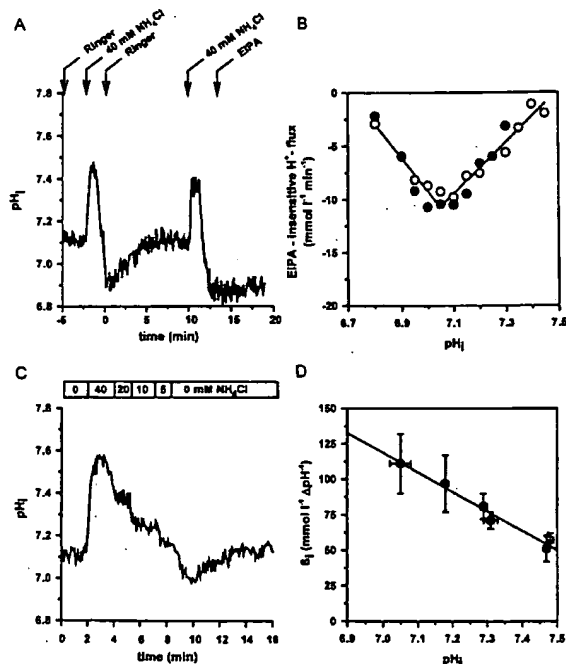 A
Ringer
40 mM NH4Cl
Ringer
40 mM NH4Cl
EIPA
7.8
7.6
7.4
7.2
7.0
6.8
pHi
-5 0 5 10 15 20
time (min)
B
0
-5
-10
-15
-20
EIPA - insensitive H+- flux
(mmol l-1 min-1)
6.7 6.9 7.1 7.3 7.5
pHi
C
0 40 20 10 5 0 mM NH4Cl
7.8
7.6
7.4
7.2
7.0
6.8
pHi
0 2 4 6 8 10 12 14 16
time (min)
D
150
125
100
75
50
25
0
ßi (mmol l-1 ΔpH-1)
6.9 7.0 7.1 7.2 7.3 7.4 7.5
pHi